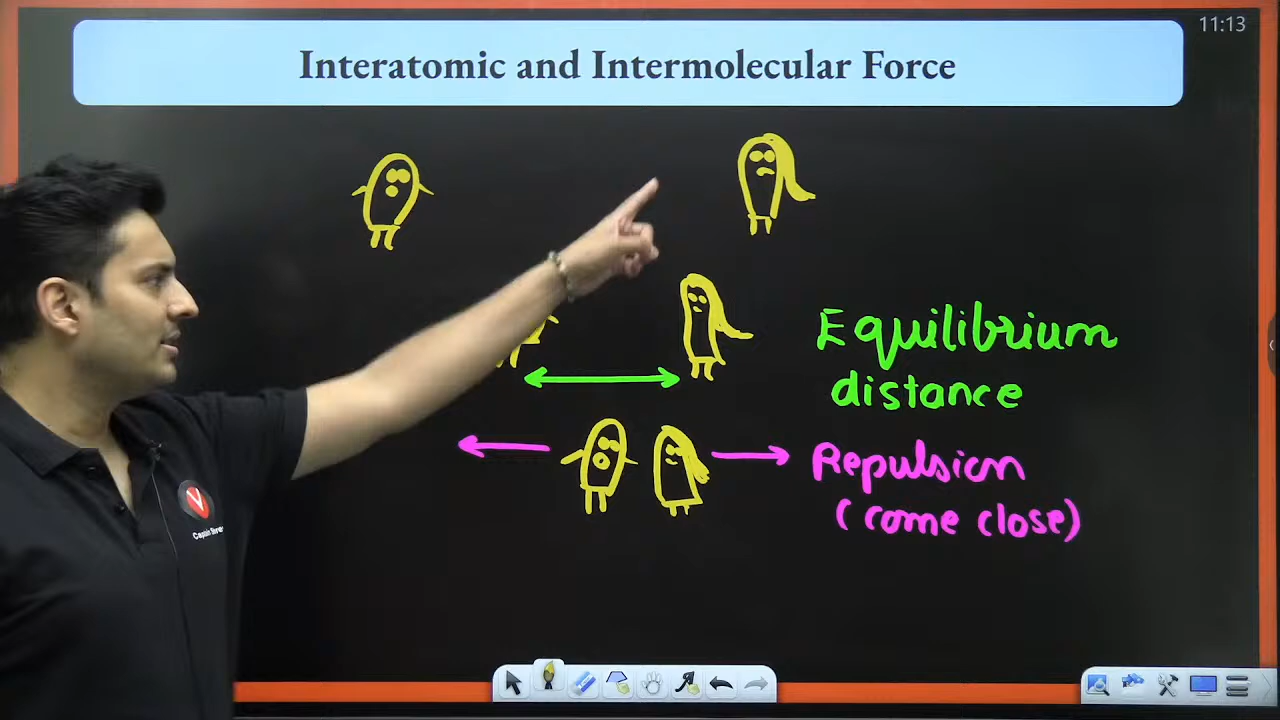 11:13
Interatomic and Intermolecular Force
Equilibrium
distance
Repulsion
(come close)
V